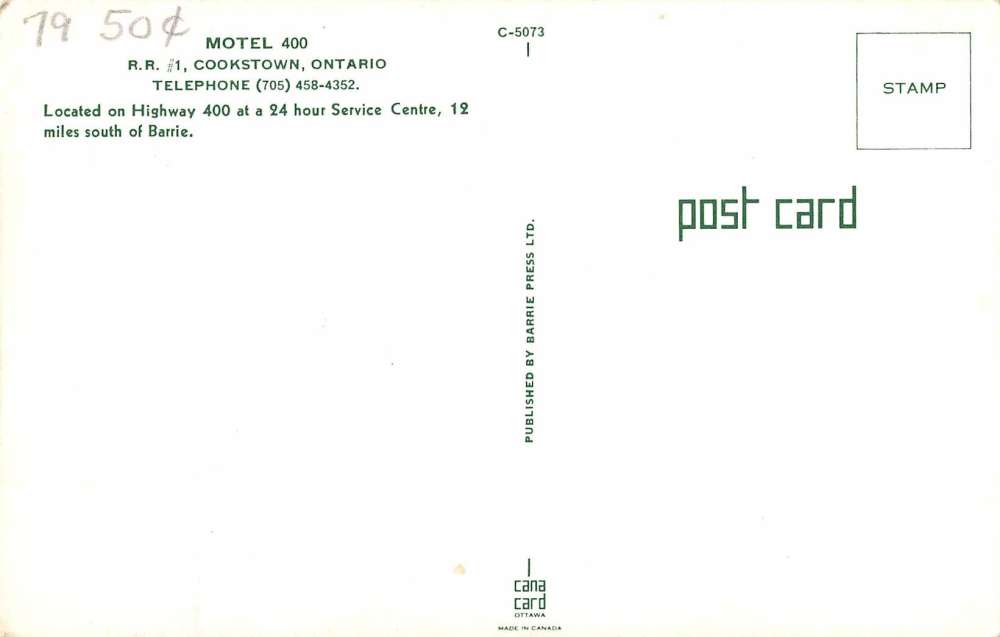 79 50¢
MOTEL 400
R.R. #1, COOKSTOWN, ONTARIO
TELEPHONE (705) 458-4352.
Located on Highway 400 at a 24 hour Service Centre, 12
miles south of Barrie.
C-5073
PUBLISHED BY BARRIE PRESS LTD.
cana
card
OTTAWA
MADE IN CANADA
STAMP
post card